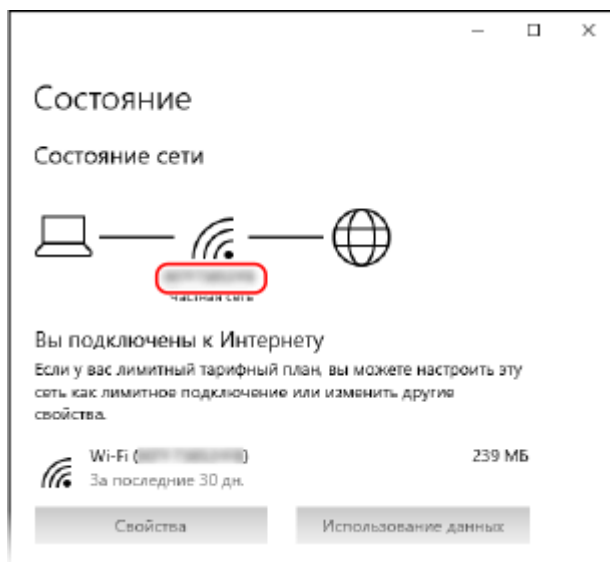 Состояние
Состояние сети
Частная сеть
Вы подключены к Интернету
Если у вас лимитный тарифный план, вы можете настроить эту
сеть как лимитное подключение или изменить другие
свойства.
Wi-Fi (
)
239 МБ
За последние 30 дн.
Свойства
Использование данных